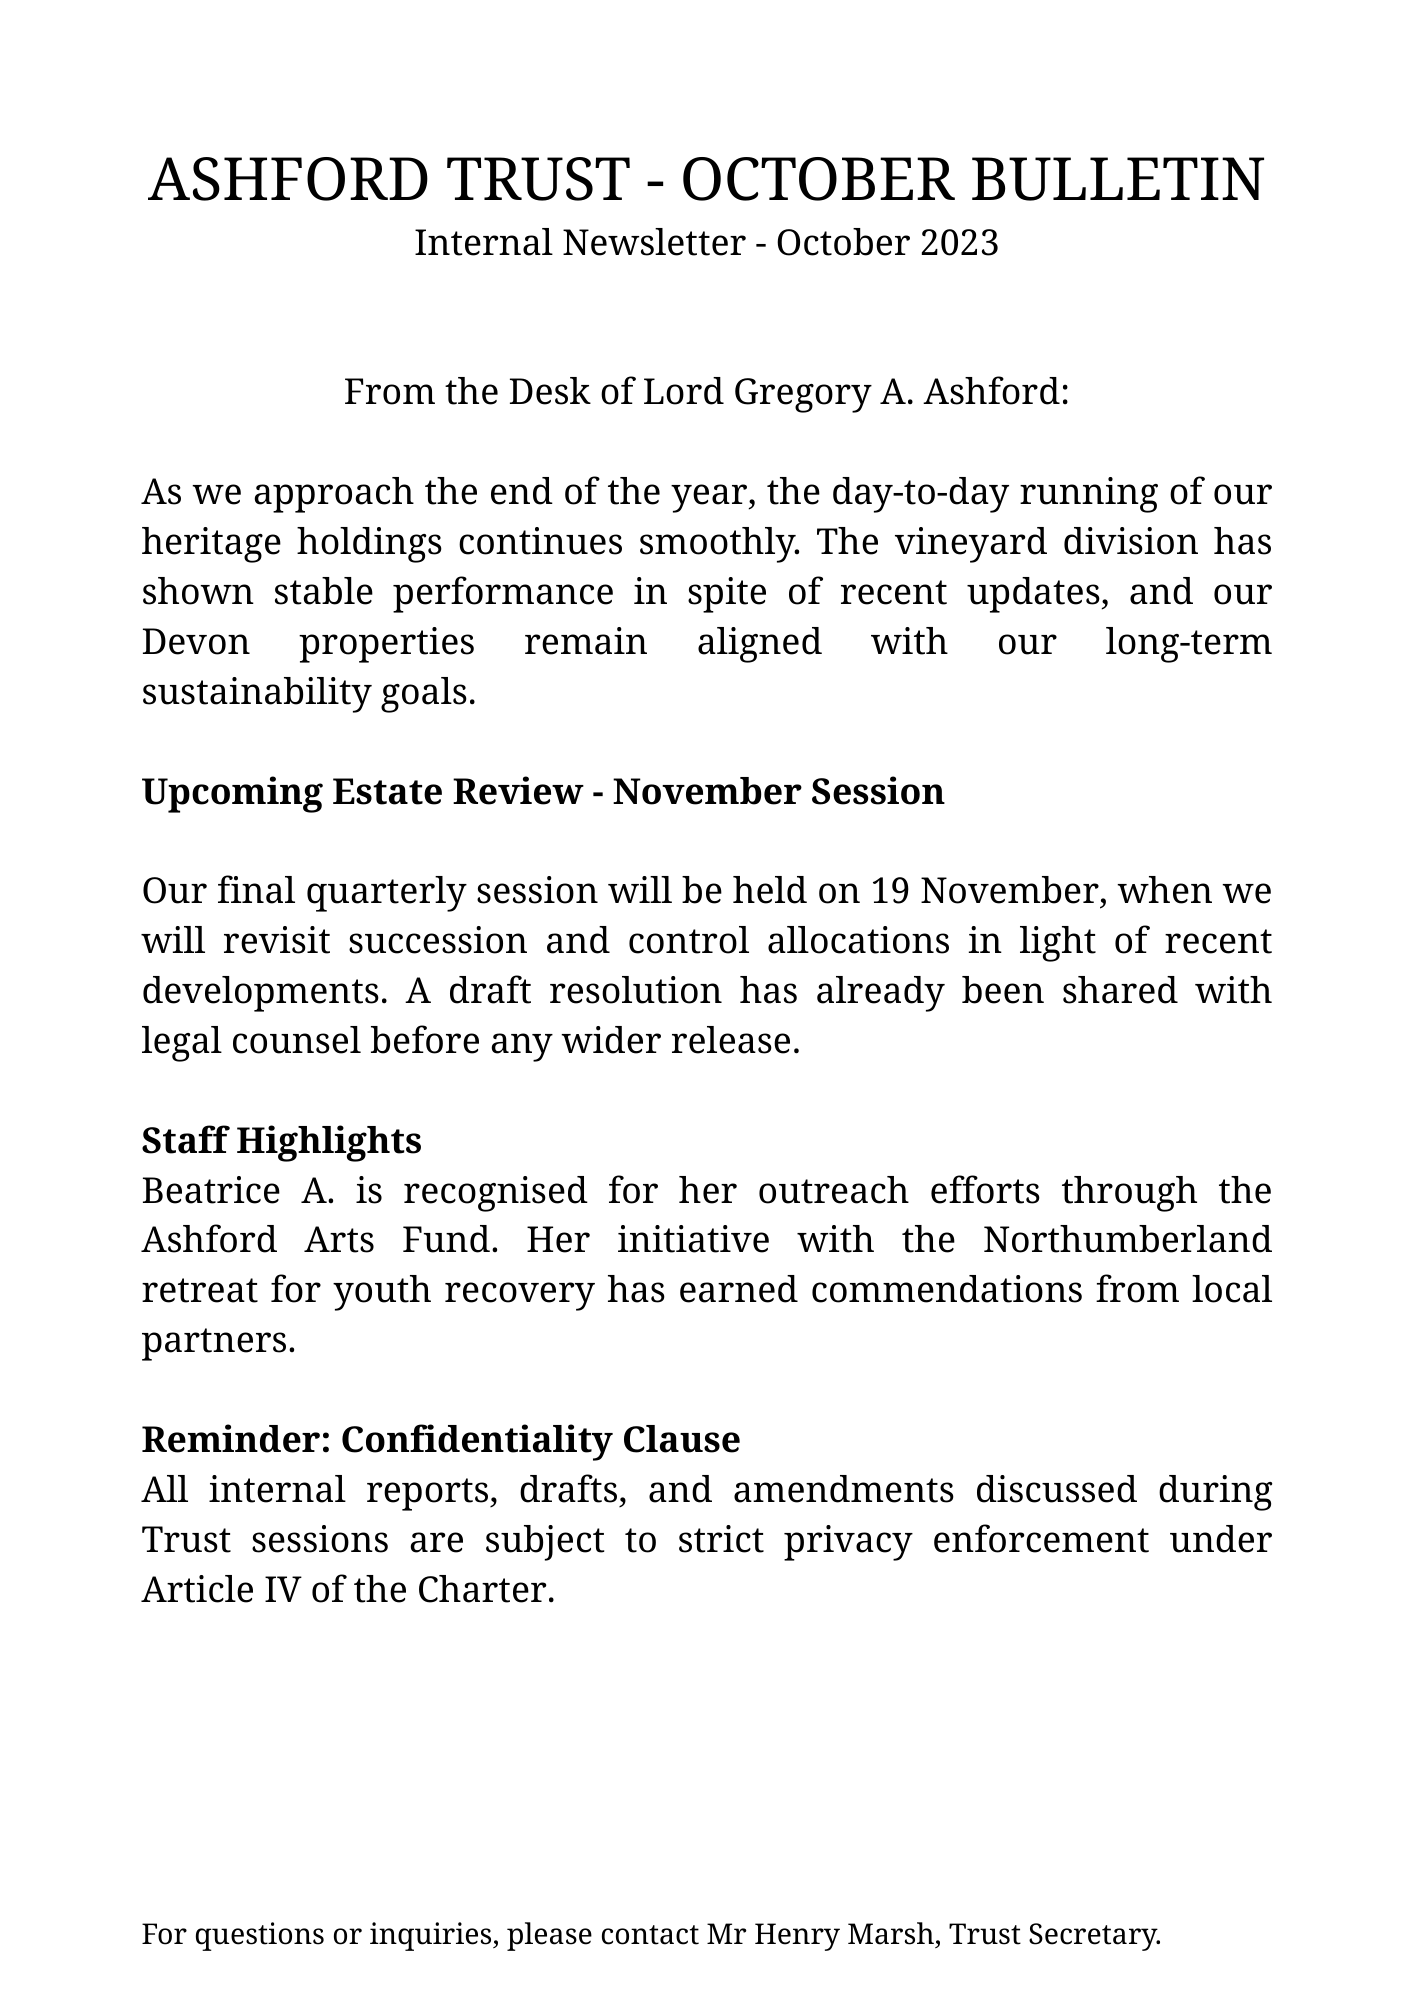 ASHFORD TRUST - OCTOBER BULLETIN
Internal Newsletter - October 2023
From the Desk of Lord Gregory A. Ashford:
As we approach the end of the year, the day-to-day running of our
heritage holdings continues smoothly. The vineyard division has
shown stable performance in spite of recent updates, and our
Devon properties remain aligned with our long-term
sustainability goals.
Upcoming Estate Review - November Session
Our final quarterly session will be held on 19 November, when we
will revisit succession and control allocations in light of recent
developments. A draft resolution has already been shared with
legal counsel before any wider release.
Staff Highlights
Beatrice A. is recognised for her outreach efforts through the
Ashford Arts Fund. Her initiative with the Northumberland
retreat for youth recovery has earned commendations from local
partners.
Reminder: Confidentiality Clause
All internal reports, drafts, and amendments discussed during
Trust sessions are subject to strict privacy enforcement under
Article IV of the Charter.
For questions or inquiries, please contact Mr Henry Marsh, Trust Secretary.